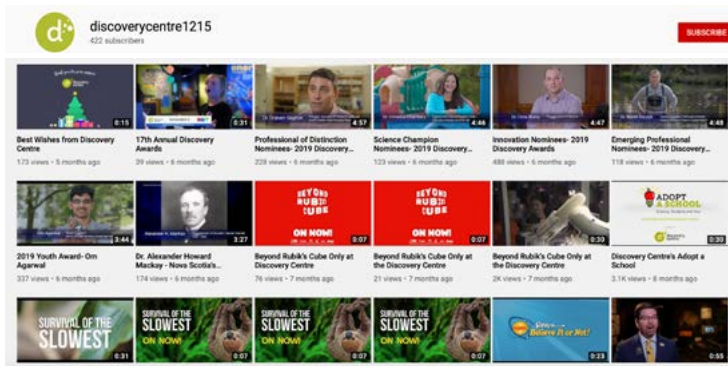 d
discoverycentre1215
422 subscribers
SUBSCRIBE
0:15
0:31
Dr. Graham Gagnon
4:57
4:46
Dr. Chris Rizzo
4:47
4:48
Best Wishes from Discovery
Centre
173 views • 5 months ago
17th Annual Discovery
Awards
39 views • 6 months ago
Professional of Distinction
Nominees- 2019 Discovery...
228 views • 6 months ago
Science Champion
Nominees- 2019 Discovery...
123 views • 6 months ago
Innovation Nominees- 2019
Discovery Awards
488 views • 6 months ago
Emerging Professional
Nominees- 2019 Discovery...
118 views • 6 months ago
3:44
3:27
BEYOND
RUBIK'S
CUBE
ON NOW!
0:07
BEYOND
RUBIK'S
CUBE
ON NOW!
0:07
0:30
ADOPT
A SCHOOL
0:30
2019 Youth Award- Om
Agarwal
337 views • 6 months ago
Dr. Alexander Howard
Mackay - Nova Scotia's...
174 views • 6 months ago
Beyond Rubik's Cube Only at
Discovery Centre
76 views • 7 months ago
Beyond Rubik's Cube Only at
the Discovery Centre
21 views • 7 months ago
Beyond Rubik's Cube Only at
the Discovery Centre
2K views • 7 months ago
Discovery Centre's Adopt a
School
3.1K views • 8 months ago
SURVIVAL OF THE
SLOWEST
0:31
SURVIVAL OF THE
SLOWEST
ON NOW!
0:07
SURVIVAL OF THE
SLOWEST
ON NOW!
0:07
SURVIVAL OF THE
SLOWEST
ON NOW!
0:07
Believe It or Not!
0:23
0:55